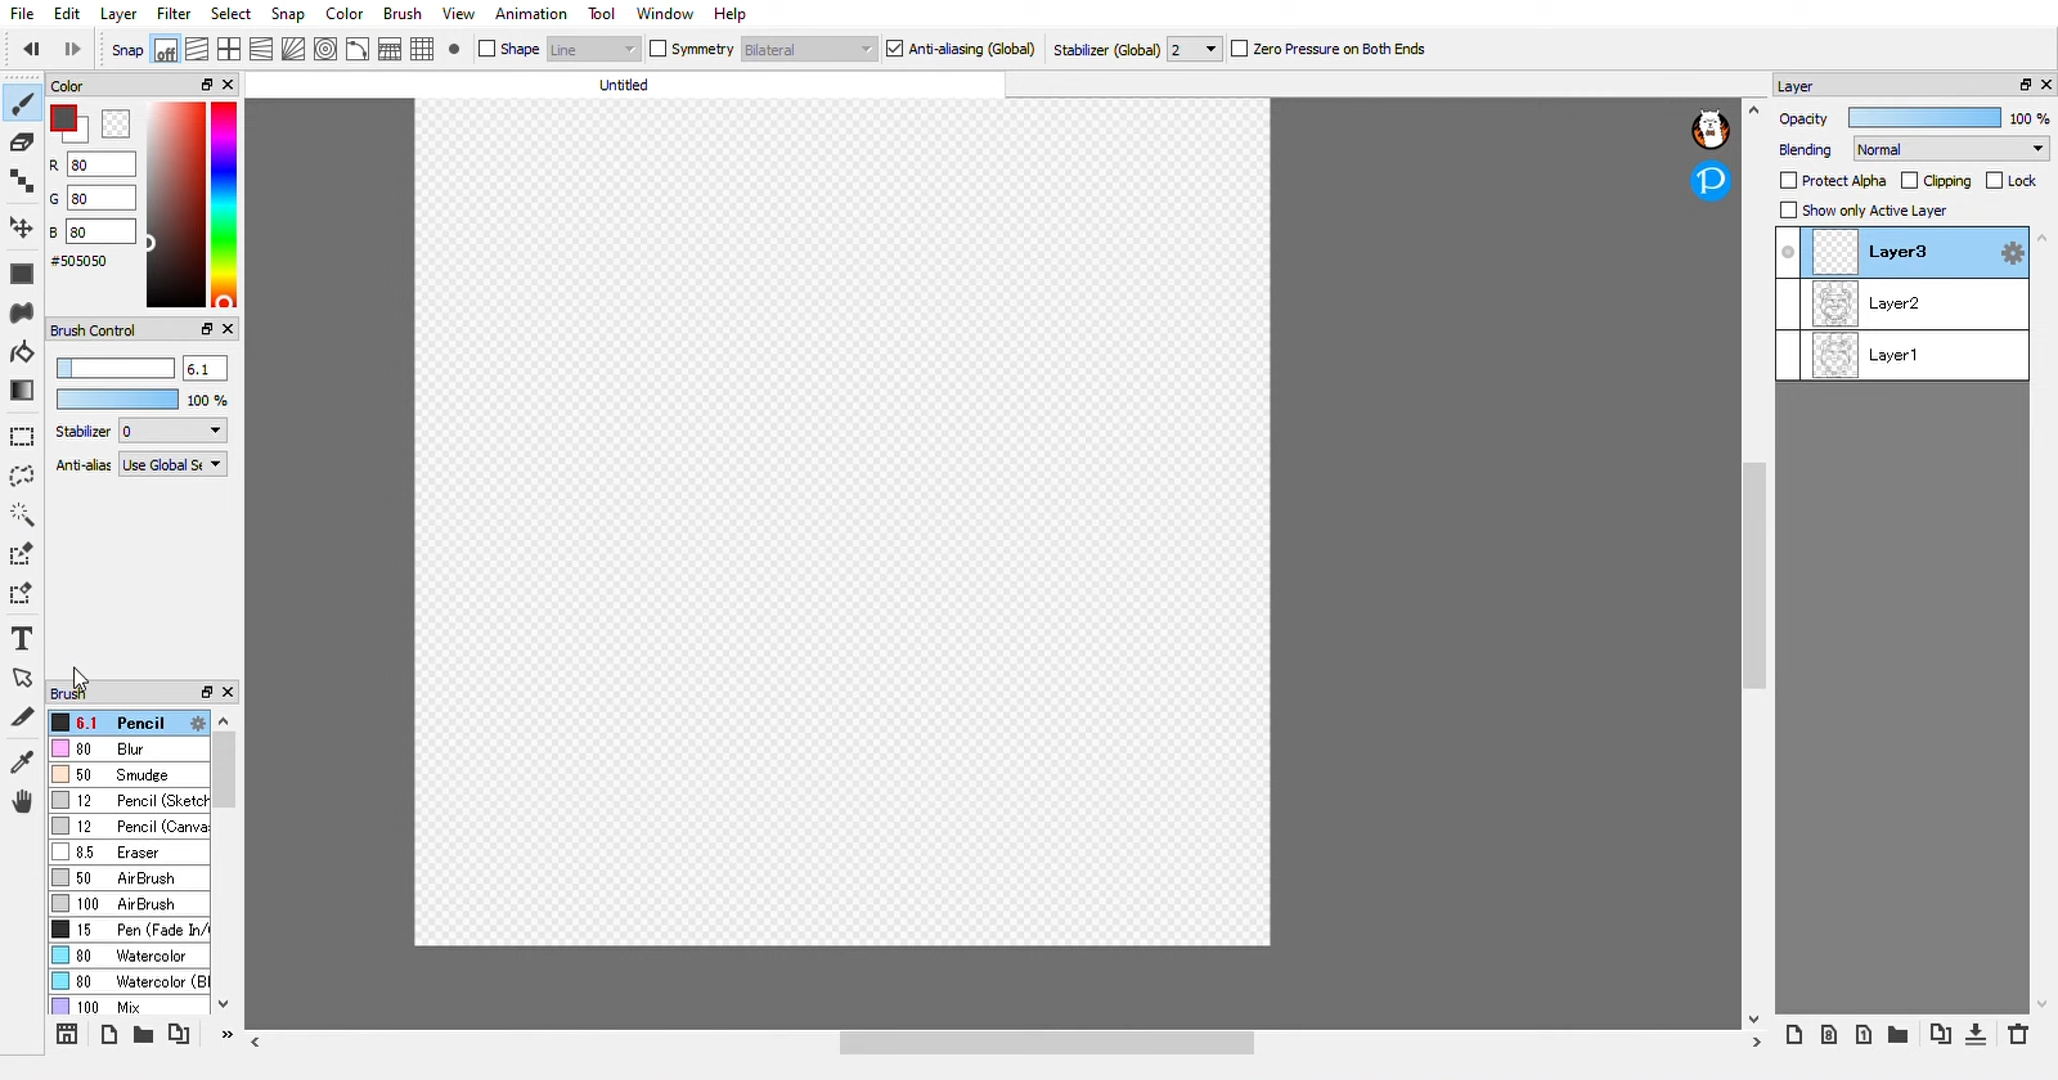 File Edit Layer Filter Select Snap Color Brush View Animation Tool Window Help
Snap off Shape Line Symmetry Bilateral Anti-aliasing (Global) Stabilizer (Global) 2 Zero Pressure on Both Ends
Color
R 80
G 80
B 80
#505050
Brush Control
6.1
100 %
Stabilizer 0
Anti-alias Use Global Se
Brush
6.1 Pencil
80 Blur
50 Smudge
12 Pencil (Sketch
12 Pencil (Canva
8.5 Eraser
50 AirBrush
100 AirBrush
15 Pen (Fade In/
80 Watercolor
80 Watercolor (Bl
100 Mix
Untitled
P
Layer
Opacity 100 %
Blending Normal
Protect Alpha Clipping Lock
Show only Active Layer
Layer3
Layer2
Layer1
8 1